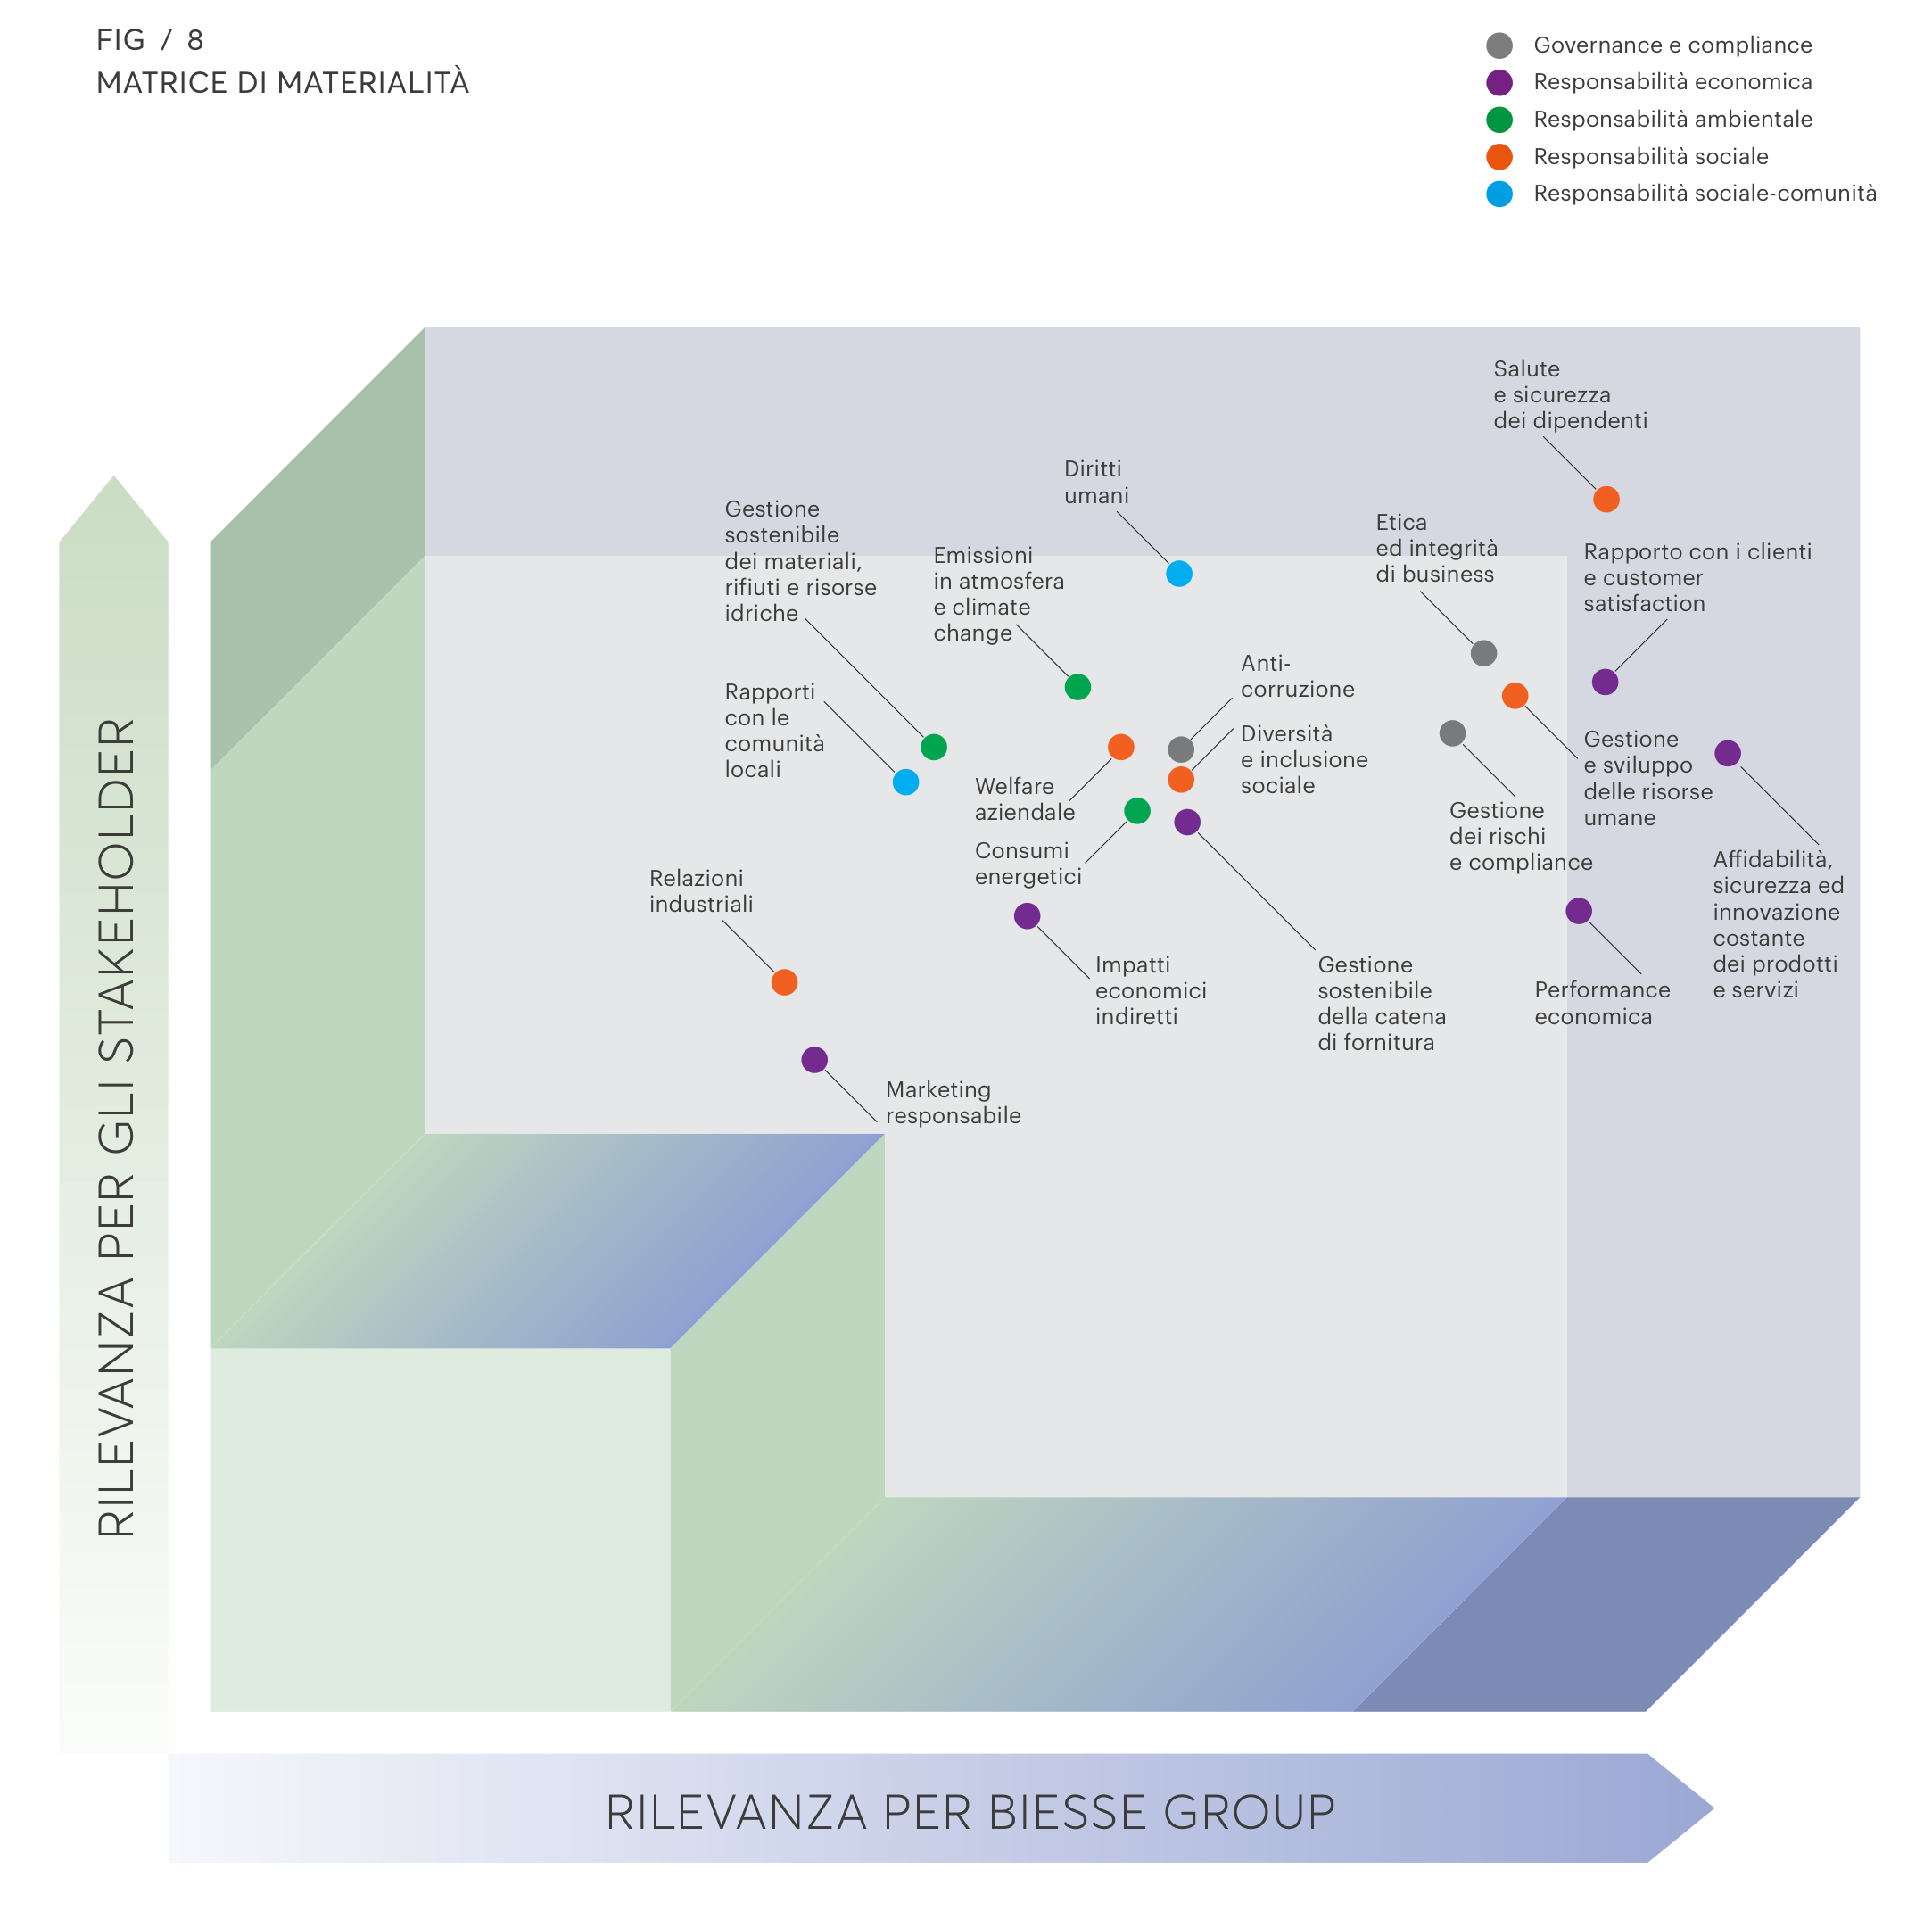 FIG / 8
MATRICE DI MATERIALITÀ
Governance e compliance
Responsabilità economica
Responsabilità ambientale
Responsabilità sociale
Responsabilità sociale-comunità
Salute
e sicurezza
dei dipendenti
Diritti
umani
Gestione
sostenibile
dei materiali,
rifiuti e risorse
idriche
Emissioni
in atmosfera
e climate
change
Etica
ed integrità
di business
Rapporto con i clienti
e customer
satisfaction
Anti-
corruzione
Rapporti
con le
comunità
locali
Diversità
e inclusione
sociale
Gestione
e sviluppo
delle risorse
umane
Welfare
aziendale
Gestione
dei rischi
e compliance
Consumi
energetici
Affidabilità,
sicurezza ed
innovazione
costante
dei prodotti
e servizi
Relazioni
industriali
Impatti
economici
indiretti
Gestione
sostenibile
della catena
di fornitura
Performance
economica
Marketing
responsabile
RILEVANZA PER GLI STAKEHOLDER
RILEVANZA PER BIESSE GROUP